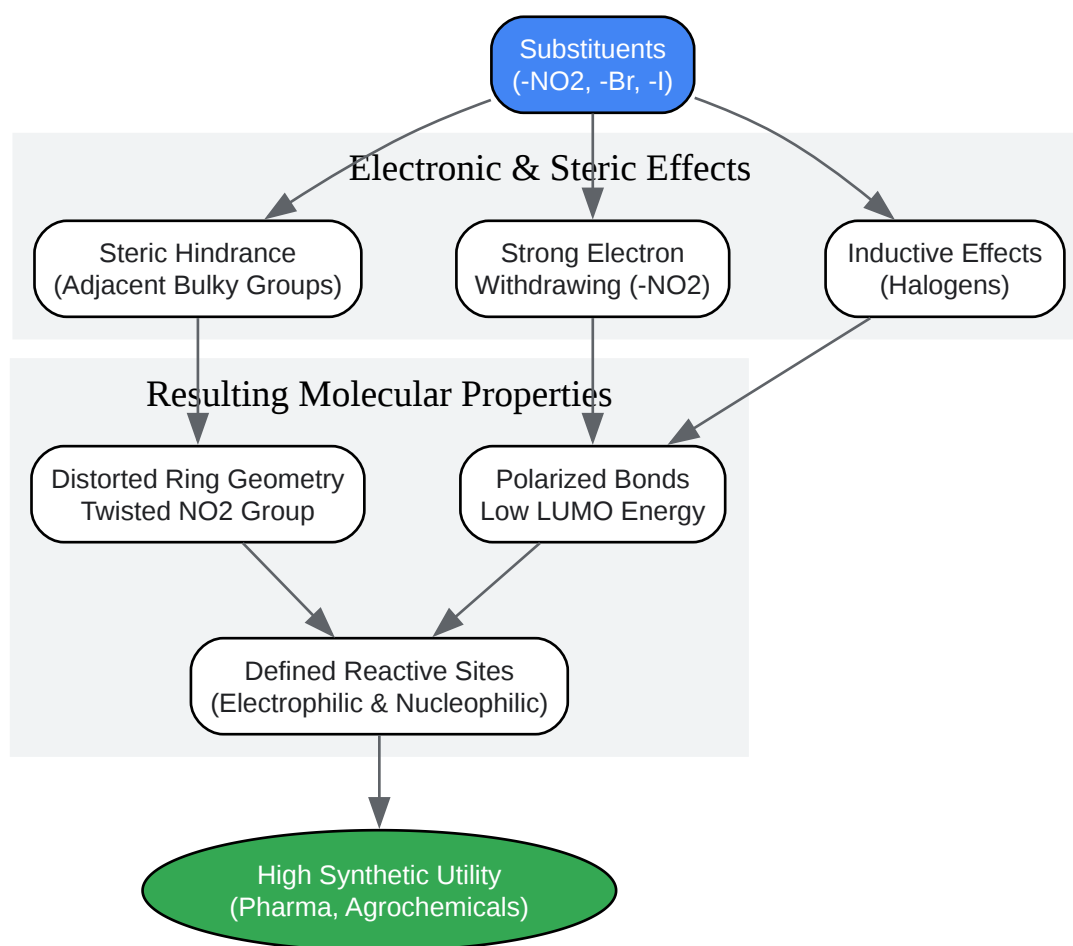 Substituents
(-NO2, -Br, -I)
Electronic & Steric Effects
Steric Hindrance
(Adjacent Bulky Groups)
Strong Electron
Withdrawing (-NO2)
Inductive Effects
(Halogens)
Resulting Molecular Properties
Distorted Ring Geometry
Twisted NO2 Group
Polarized Bonds
Low LUMO Energy
Defined Reactive Sites
(Electrophilic & Nucleophilic)
High Synthetic Utility
(Pharma, Agrochemicals)